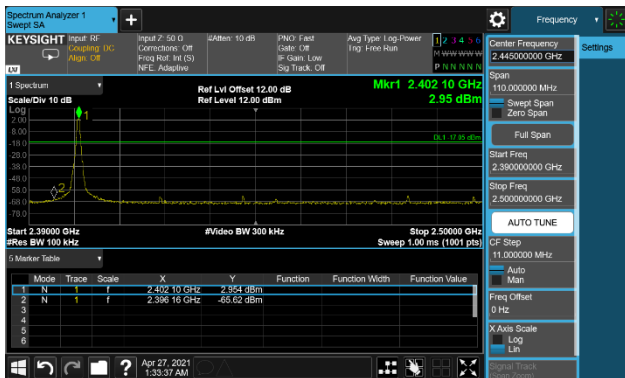 Spectrum Analyzer 1
Swept SA
+
Frequency
KEYSIGHT
Input: RF
Coupling: DC
Align: Off
Input Z: 50 Ω
Corrections: Off
Freq Ref: Int (S)
NFE: Adaptive
#Atten: 10 dB
PNO: Fast
Gate: Off
IF Gain: Low
Sig Track: Off
Avg Type: Log-Power
Trig: Free Run
1 2 3 4 5 6
M W W W W W
P N N N N N
LXI
1 Spectrum
Scale/Div 10 dB
Ref Lvl Offset 12.00 dB
Ref Level 12.00 dBm
Mkr1 2.402 10 GHz
2.95 dBm
Log
2.00
-8.00
-18.0
-28.0
-38.0
-48.0
-58.0
-68.0
-78.0
1
2
DL1 -17.05 dBm
Start 2.39000 GHz
#Res BW 100 kHz
#Video BW 300 kHz
Stop 2.50000 GHz
Sweep 1.00 ms (1001 pts)
5 Marker Table
Mode Trace Scale X Y Function Function Width Function Value
1 N 1 f 2.402 10 GHz 2.954 dBm
2 N 1 f 2.396 16 GHz -65.62 dBm
3
4
5
6
?
Apr 27, 2021
1:33:37 AM
Center Frequency
2.445000000 GHz
Settings
Span
110.000000 MHz
Swept Span
Zero Span
Full Span
Start Freq
2.390000000 GHz
Stop Freq
2.500000000 GHz
AUTO TUNE
CF Step
11.000000 MHz
Auto
Man
Freq Offset
0 Hz
X Axis Scale
Log
Lin
Signal Track
(Span Zoom)